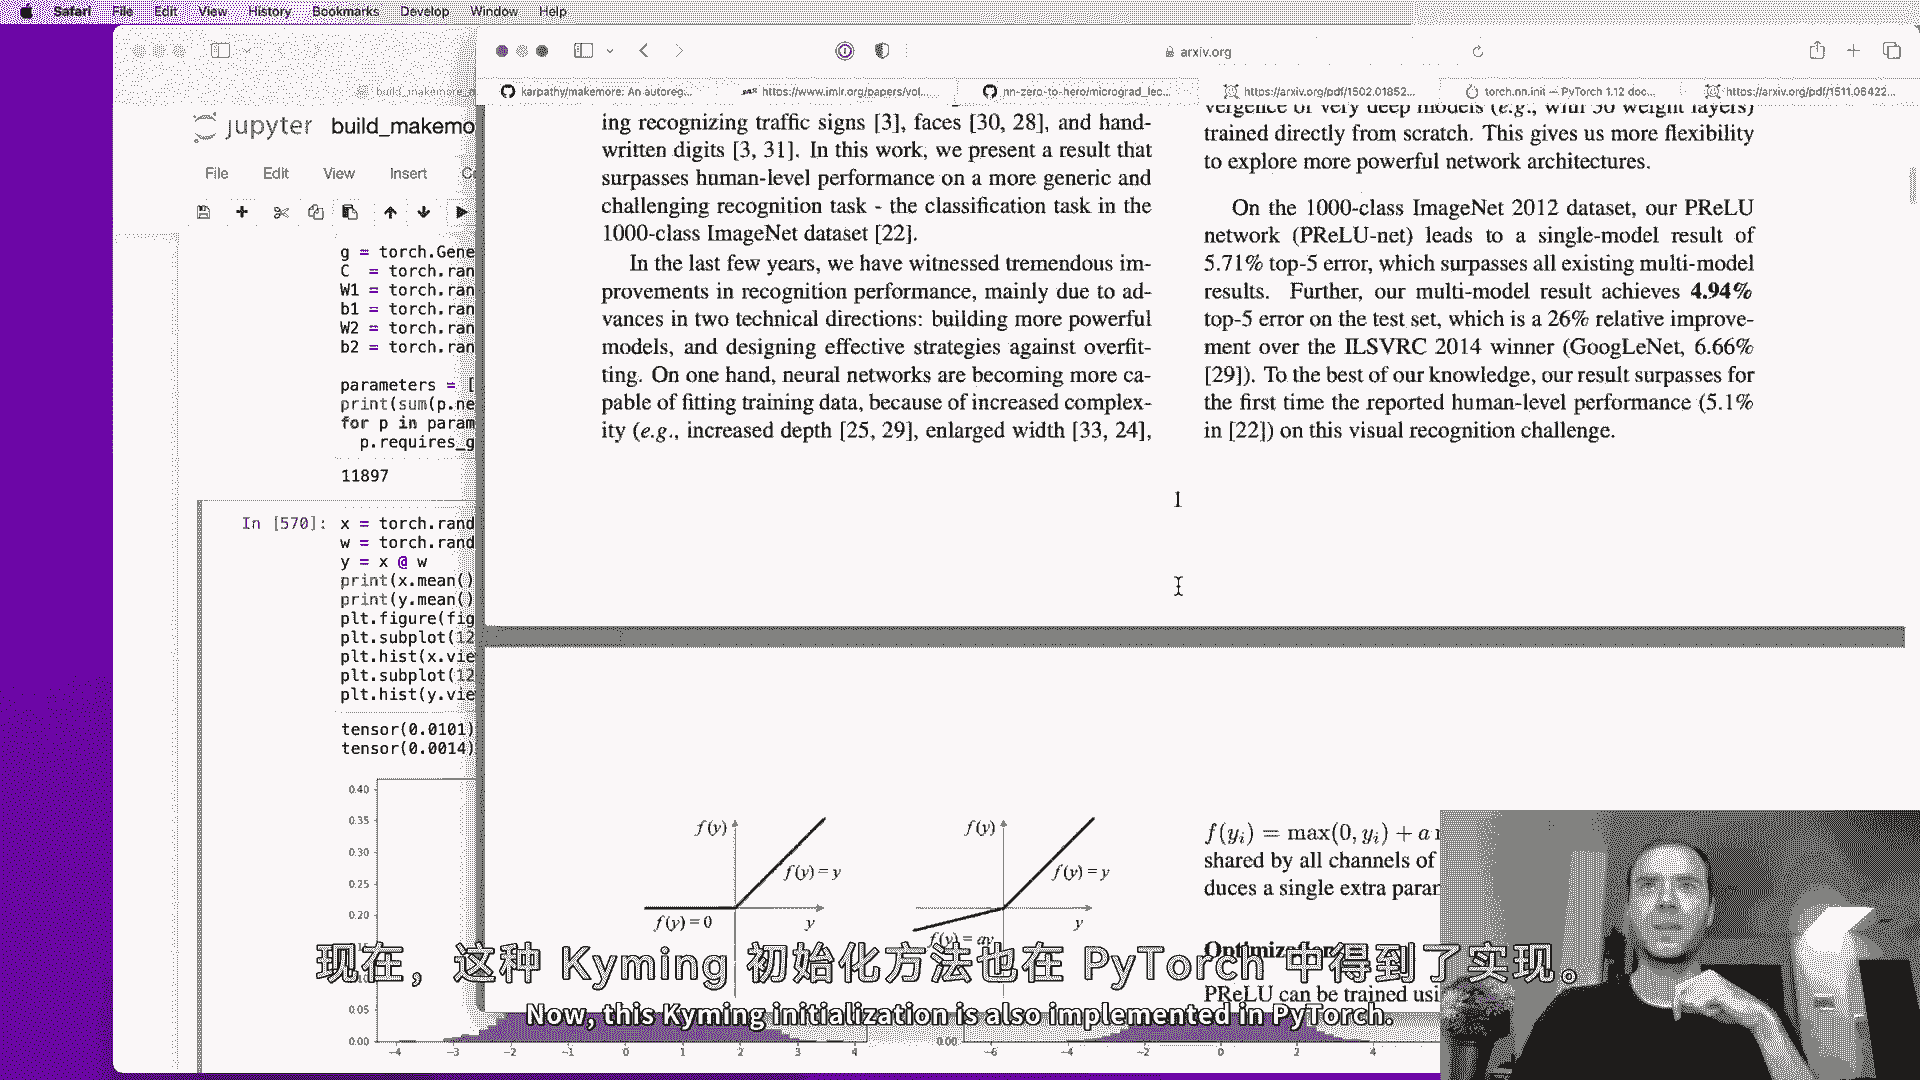 Safari File Edit View History Bookmarks Develop Window Help
arxiv.org
build_makemore_
karpathy/makemore: An autoreg...
https://www.jmlr.org/papers/vol...
nn-zero-to-hero/micrograd_lec...
https://arxiv.org/pdf/1502.01852...
torch.nn.init — PyTorch 1.12 doc...
https://arxiv.org/pdf/1511.06422...
jupyter build_makemo
File Edit View Insert C
g = torch.Gene
C = torch.ran
W1 = torch.ran
b1 = torch.ran
W2 = torch.ran
b2 = torch.ran
parameters = [
print(sum(p.ne
for p in param
p.requires_g
11897
In [570]: x = torch.rand
w = torch.rand
y = x @ w
print(x.mean()
print(y.mean()
plt.figure(fig
plt.subplot(12
plt.hist(x.vie
plt.subplot(12
plt.hist(y.vie
tensor(0.0101)
tensor(0.0014)
0.40
0.35
0.30
0.25
0.20
0.05
0.00
−4 −3 −2 −1 0 1 2 3 4
0.00
−6 −4 −2 0 2 4
ing recognizing traffic signs [3], faces [30, 28], and hand-
written digits [3, 31]. In this work, we present a result that
surpasses human-level performance on a more generic and
challenging recognition task - the classification task in the
1000-class ImageNet dataset [22].
In the last few years, we have witnessed tremendous im-
provements in recognition performance, mainly due to ad-
vances in two technical directions: building more powerful
models, and designing effective strategies against overfit-
ting. On one hand, neural networks are becoming more ca-
pable of fitting training data, because of increased complex-
ity (e.g., increased depth [25, 29], enlarged width [33, 24],
vergence of very deep models (e.g., with 30 weight layers)
trained directly from scratch. This gives us more flexibility
to explore more powerful network architectures.
On the 1000-class ImageNet 2012 dataset, our PReLU
network (PReLU-net) leads to a single-model result of
5.71% top-5 error, which surpasses all existing multi-model
results. Further, our multi-model result achieves 4.94%
top-5 error on the test set, which is a 26% relative improve-
ment over the ILSVRC 2014 winner (GoogLeNet, 6.66%
[29]). To the best of our knowledge, our result surpasses for
the first time the reported human-level performance (5.1%
in [22]) on this visual recognition challenge.
1
f(y)
f(y) = y
f(y) = 0
y
f(y)
f(y) = y
f(y) = ay
y
f(yi) = max(0, yi) + a
shared by all channels of
duces a single extra param
Optimization
PReLU can be trained usi
现在，这种 Kyming 初始化方法也在 PyTorch 中得到了实现。
Now, this Kyming initialization is also implemented in PyTorch.